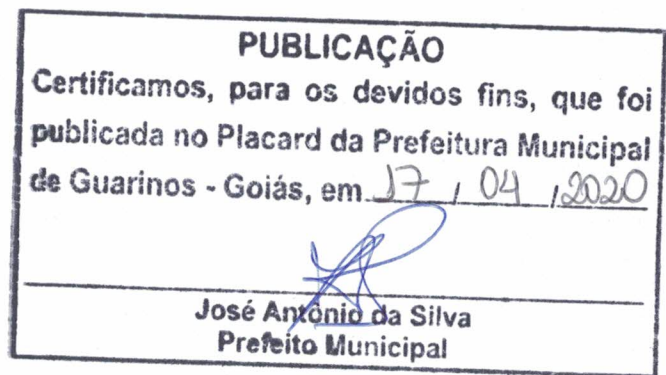 PUBLICAÇÃO
Certificamos, para os devidos fins, que foi
publicada no Placard da Prefeitura Municipal
de Guarinos - Goiás, em 17 / 04 / 2020
José Antônio da Silva
Prefeito Municipal